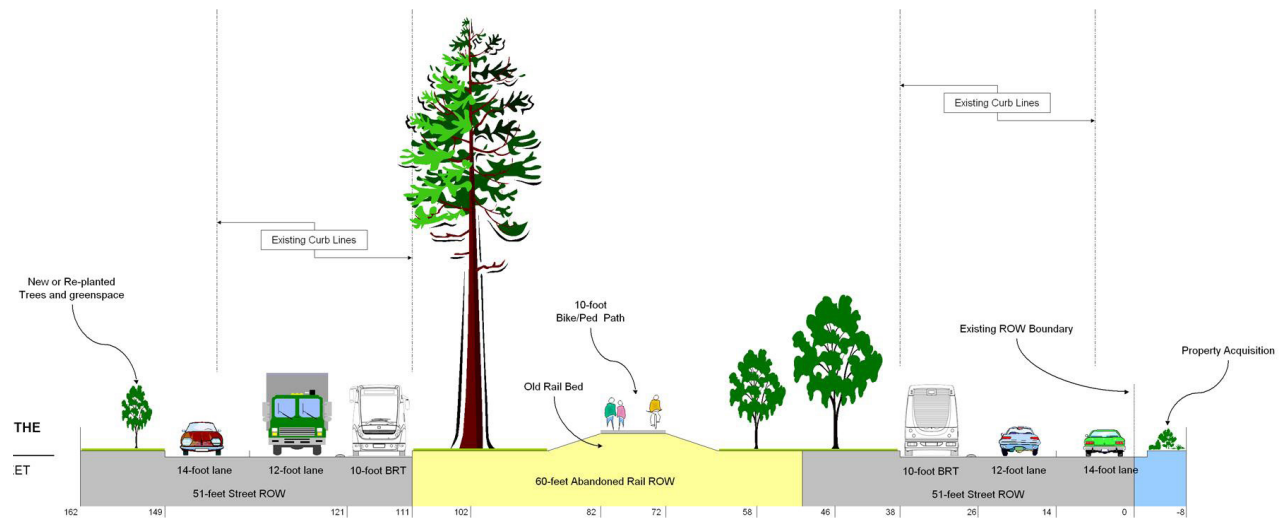 Existing Curb Lines
Existing Curb Lines
New or Re-planted
Trees and greenspace
10-foot
Bike/Ped Path
Existing ROW Boundary
Property Acquisition
Old Rail Bed
THE
EET
14-foot lane
12-foot lane
10-foot BRT
10-foot BRT
12-foot lane
14-foot lane
51-feet Street ROW
60-feet Abandoned Rail ROW
51-feet Street ROW
162 149 121 111 102 82 72 58 46 38 26 14 0 -8